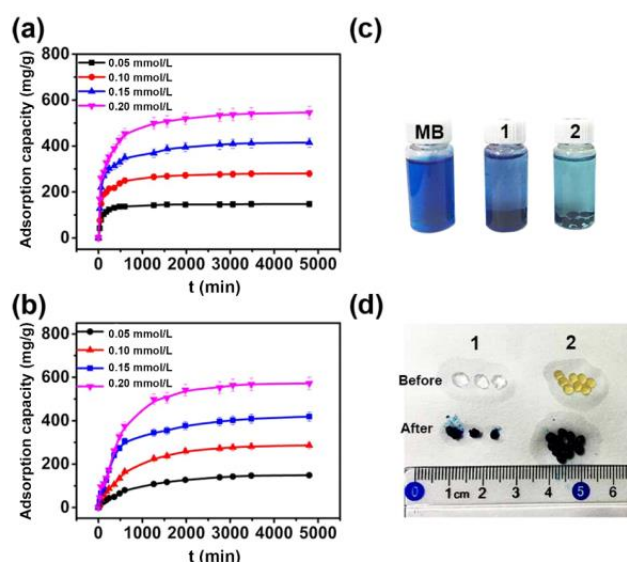 (a)
800
600
400
200
0
Adsorption capacity (mg/g)
0.05 mmol/L
0.10 mmol/L
0.15 mmol/L
0.20 mmol/L
0 1000 2000 3000 4000 5000
t (min)
(b)
800
600
400
200
0
Adsorption capacity (mg/g)
0.05 mmol/L
0.10 mmol/L
0.15 mmol/L
0.20 mmol/L
0 1000 2000 3000 4000 5000
t (min)
(c)
MB 1 2
(d)
1 2
Before
After
0 1cm 2 3 4 5 6